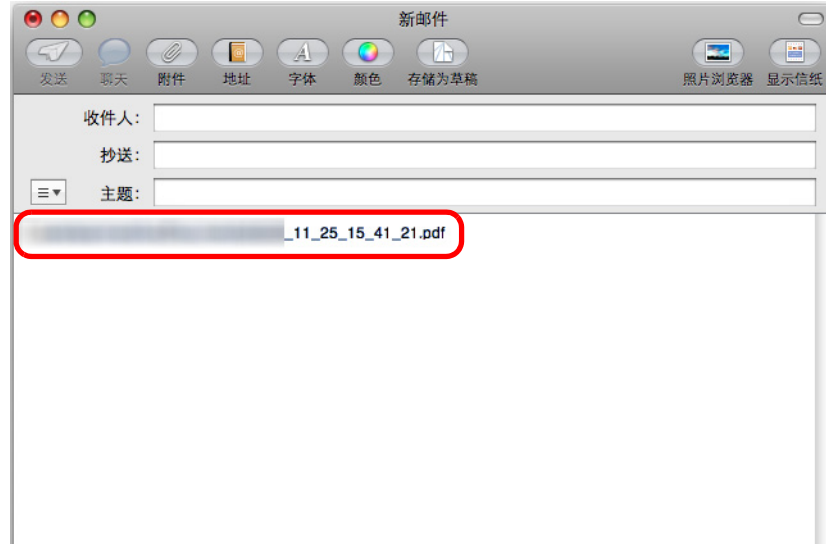 新邮件
发送 聊天 附件 地址 字体 颜色 存储为草稿 照片浏览器 显示信纸
收件人:
抄送:
主题:
_11_25_15_41_21.pdf